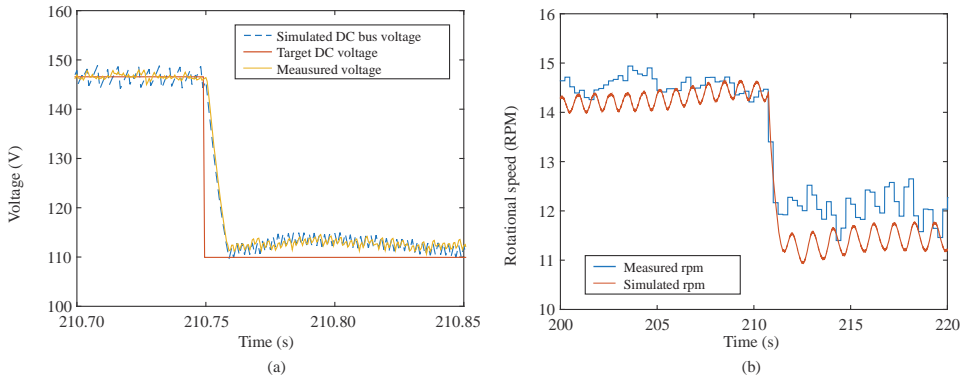 160
150
140
130
120
110
100
Voltage (V)
Simulated DC bus voltage
Target DC voltage
Meausured voltage
210.70
210.75
210.80
210.85
Time (s)
(a)
16
15
14
13
12
11
10
Rotational speed (RPM)
Measured rpm
Simulated rpm
200
205
210
215
220
Time (s)
(b)